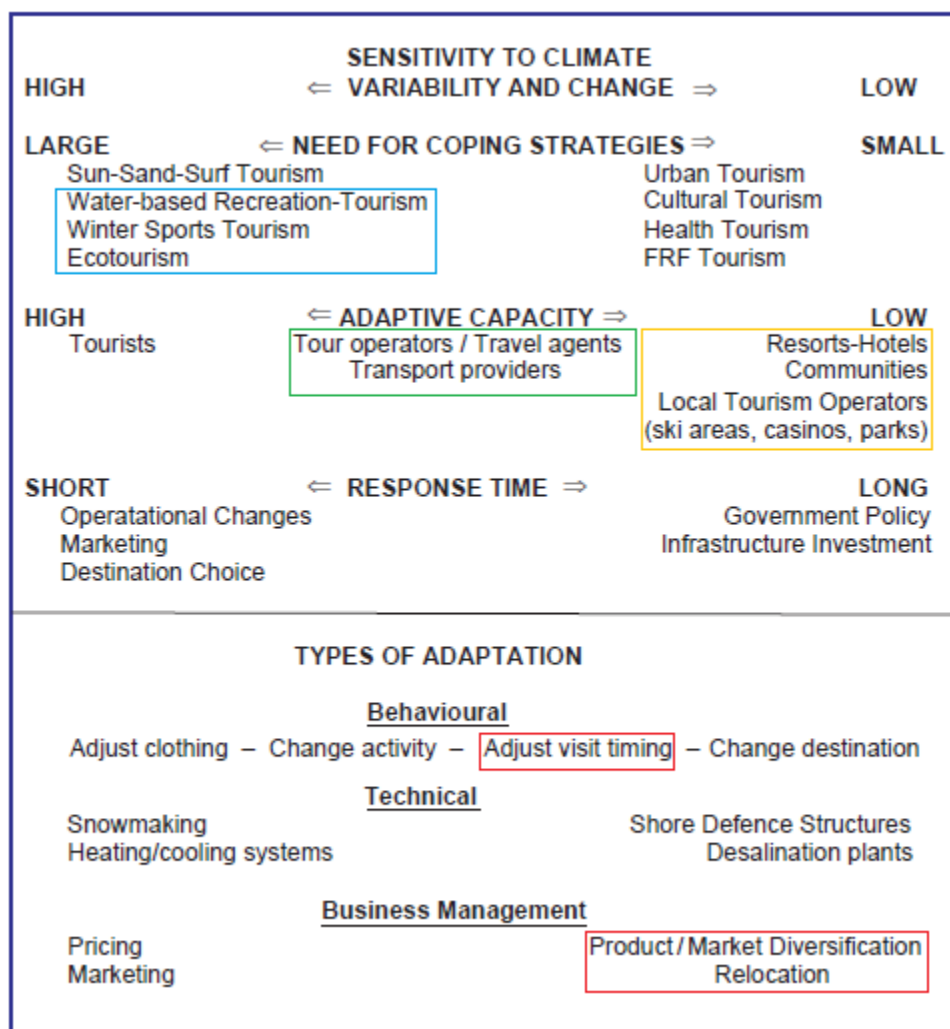 SENSITIVITY TO CLIMATE
HIGH ⇐ VARIABILITY AND CHANGE ⇒ LOW
LARGE ⇐ NEED FOR COPING STRATEGIES ⇒ SMALL
Sun-Sand-Surf Tourism Urban Tourism
Water-based Recreation-Tourism Cultural Tourism
Winter Sports Tourism Health Tourism
Ecotourism FRF Tourism
HIGH ⇐ ADAPTIVE CAPACITY ⇒ LOW
Tourists Tour operators / Travel agents Resorts-Hotels
Transport providers Communities
Local Tourism Operators
(ski areas, casinos, parks)
SHORT ⇐ RESPONSE TIME ⇒ LONG
Operatational Changes Government Policy
Marketing Infrastructure Investment
Destination Choice
TYPES OF ADAPTATION
Behavioural
Adjust clothing – Change activity – Adjust visit timing – Change destination
Technical
Snowmaking Shore Defence Structures
Heating/cooling systems Desalination plants
Business Management
Pricing Product / Market Diversification
Marketing Relocation